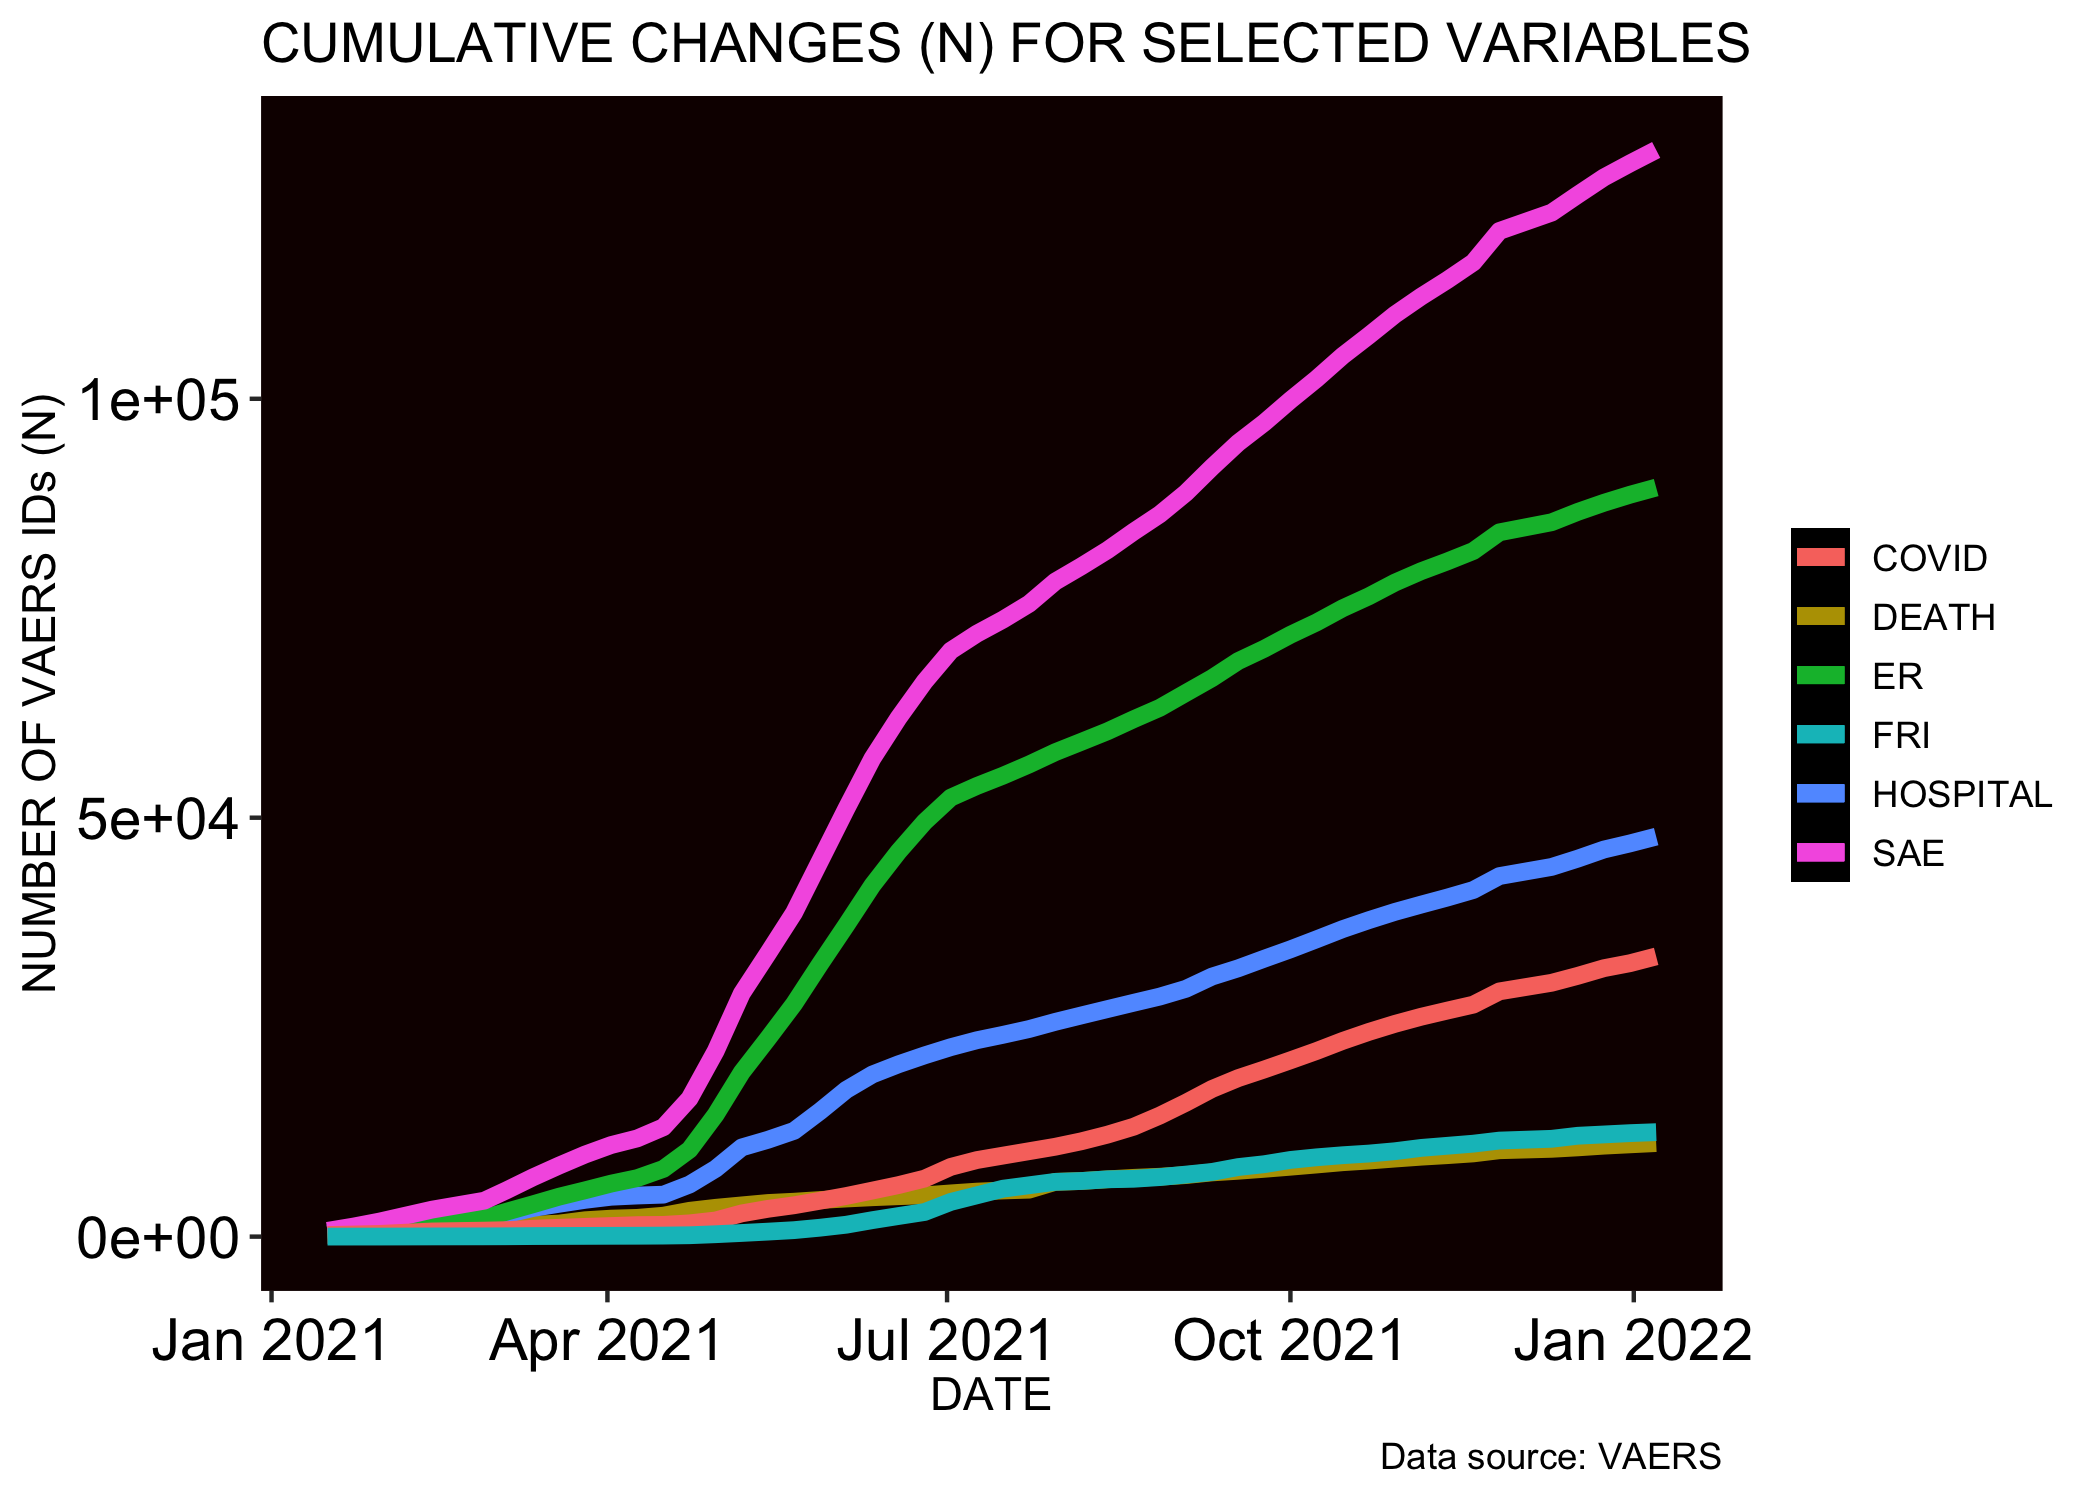 CUMULATIVE CHANGES (N) FOR SELECTED VARIABLES
NUMBER OF VAERS IDs (N)
1e+05
5e+04
0e+00
Jan 2021
Apr 2021
Jul 2021
Oct 2021
Jan 2022
DATE
COVID
DEATH
ER
FRI
HOSPITAL
SAE
Data source: VAERS